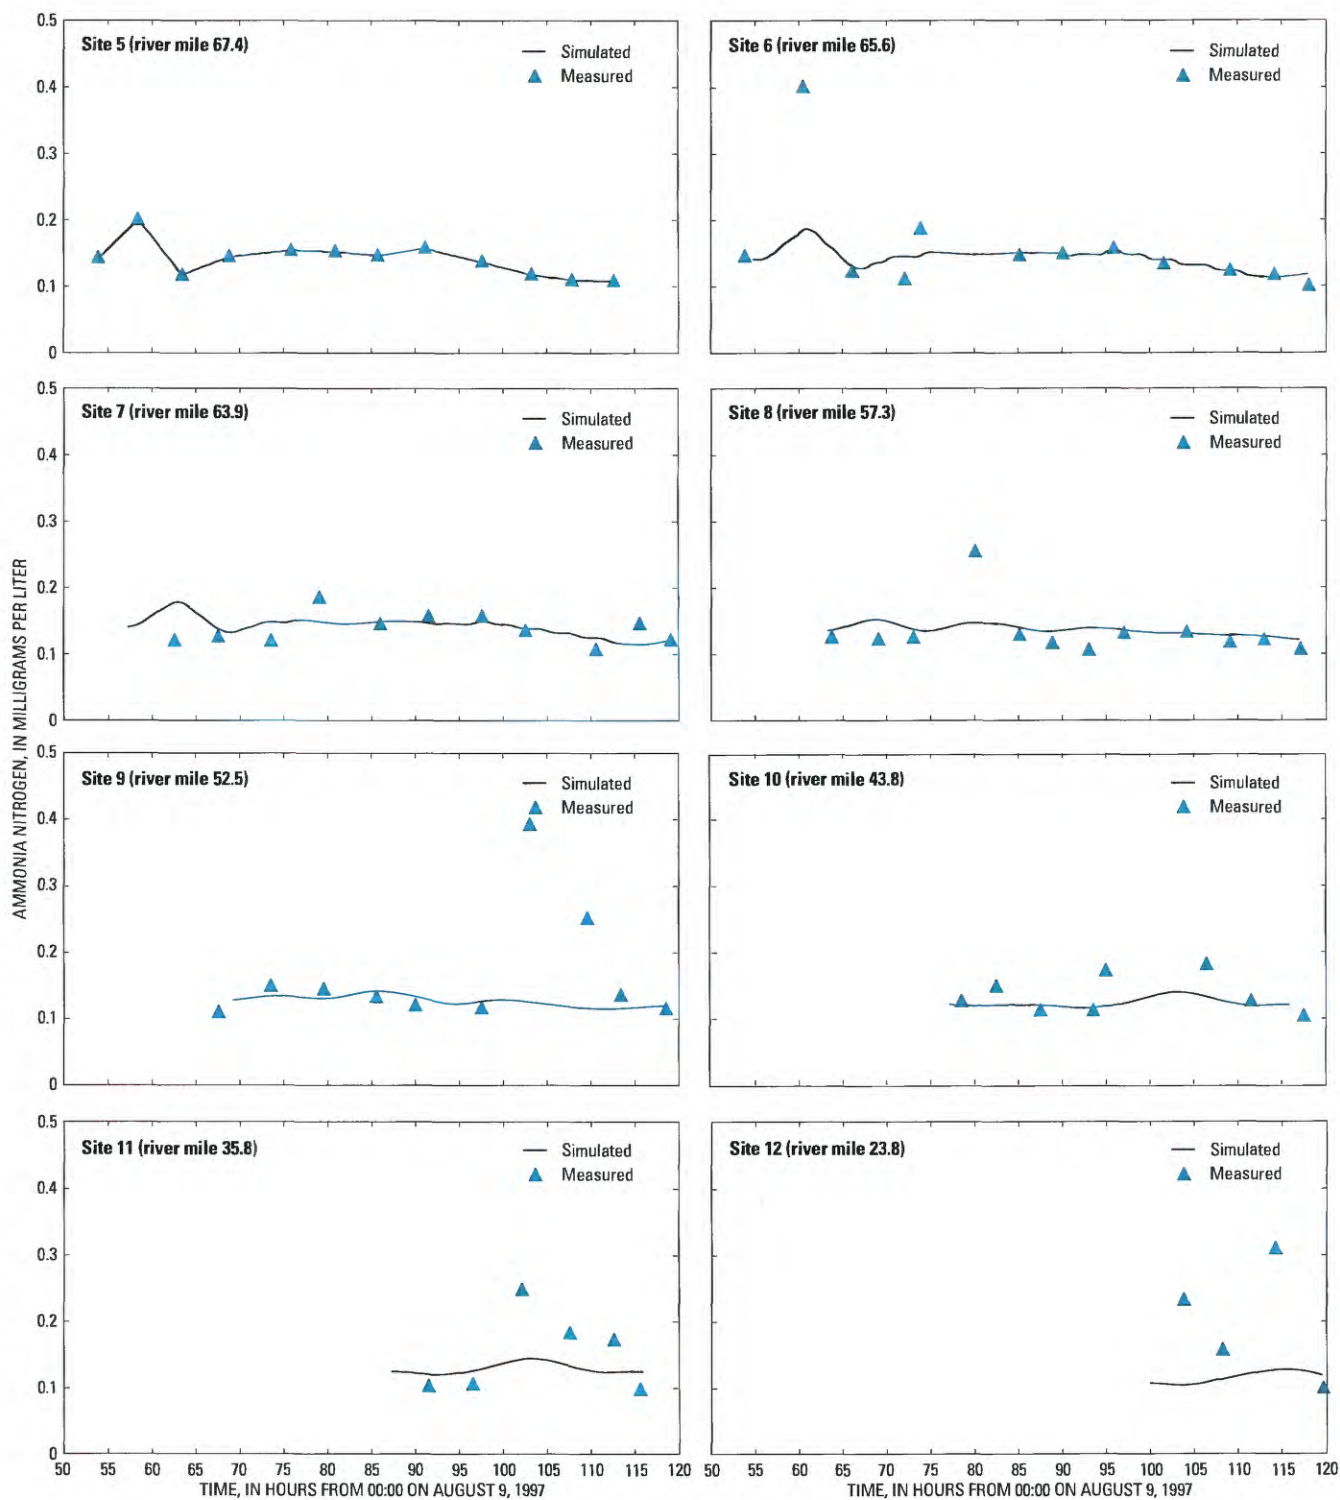 Site 5 (river mile 67.4)
Simulated
Measured
0.5
0.4
0.3
0.2
0.1
0
Site 6 (river mile 65.6)
Simulated
Measured
Site 7 (river mile 63.9)
Simulated
Measured
0.5
0.4
0.3
0.2
0.1
0
Site 8 (river mile 57.3)
Simulated
Measured
AMMONIA NITROGEN, IN MILLIGRAMS PER LITER
Site 9 (river mile 52.5)
Simulated
Measured
0.5
0.4
0.3
0.2
0.1
0
Site 10 (river mile 43.8)
Simulated
Measured
Site 11 (river mile 35.8)
Simulated
Measured
0.5
0.4
0.3
0.2
0.1
0
50 55 60 65 70 75 80 85 90 95 100 105 110 115 120
TIME, IN HOURS FROM 00:00 ON AUGUST 9, 1997
Site 12 (river mile 23.8)
Simulated
Measured
50 55 60 65 70 75 80 85 90 95 100 105 110 115 120
TIME, IN HOURS FROM 00:00 ON AUGUST 9, 1997